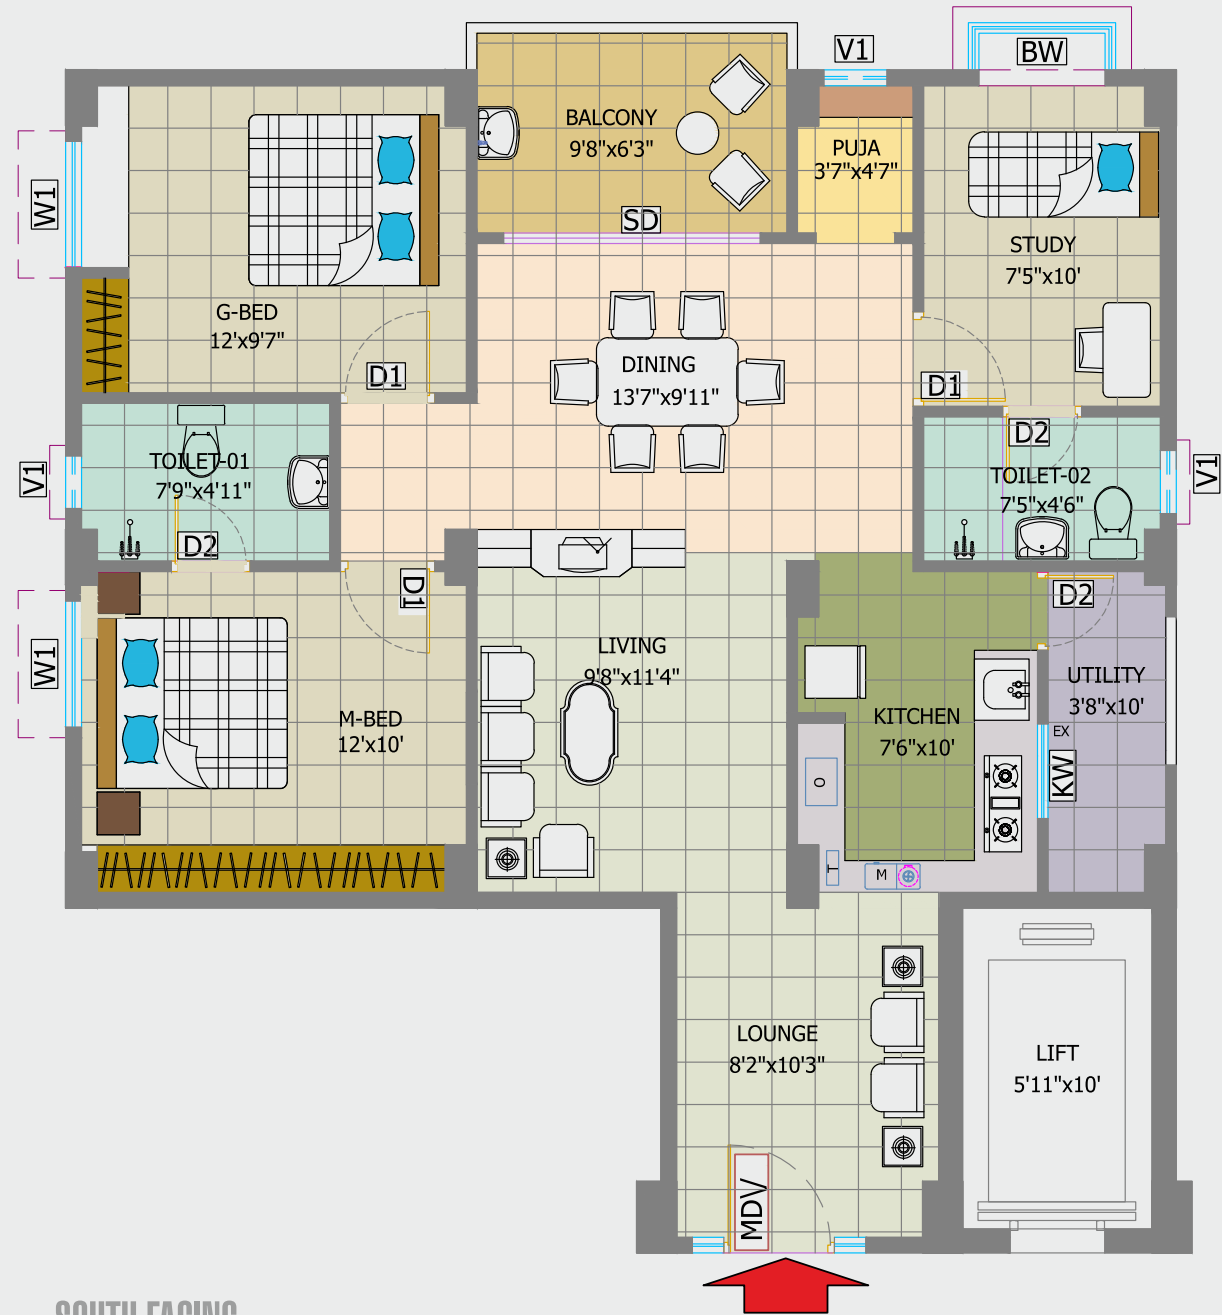 V1
BW
BALCONY
9'8"x6'3"
PUJA
3'7"x4'7"
W1
SD
STUDY
7'5"x10'
G-BED
12'x9'7"
D1
DINING
13'7"x9'11"
D1
D2
V1
TOILET-01
7'9"x4'11"
D2
TOILET-02
7'5"x4'6"
V1
D1
D2
W1
LIVING
9'8"x11'4"
M-BED
12'x10'
KITCHEN
7'6"x10'
UTILITY
3'8"x10'
EX
KW
O
T
M
LOUNGE
8'2"x10'3"
LIFT
5'11"x10'
MDV
SOUTH FACING